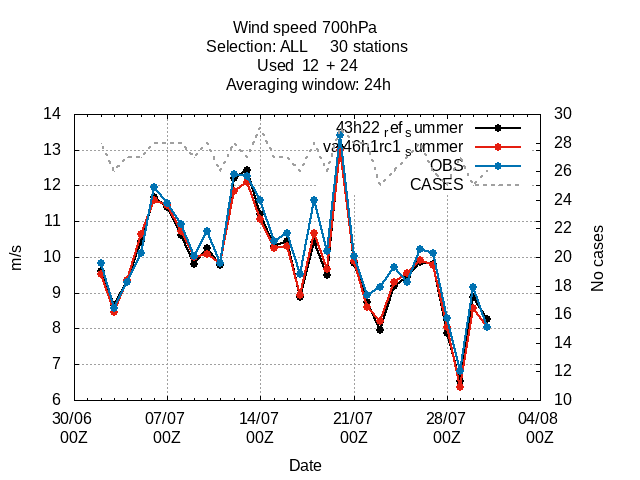 Wind speed 700hPa
Selection: ALL 30 stations
Used 12 + 24
Averaging window: 24h
14 30
13 28
12 26
11 24
10 22
9 20
8 18
7 16
6 14
12
10
43h22_ref_summer
va46h1rc1_summer
OBS
CASES
m/s
No cases
30/06 07/07 14/07 21/07 28/07 04/08
00Z 00Z 00Z 00Z 00Z 00Z
Date